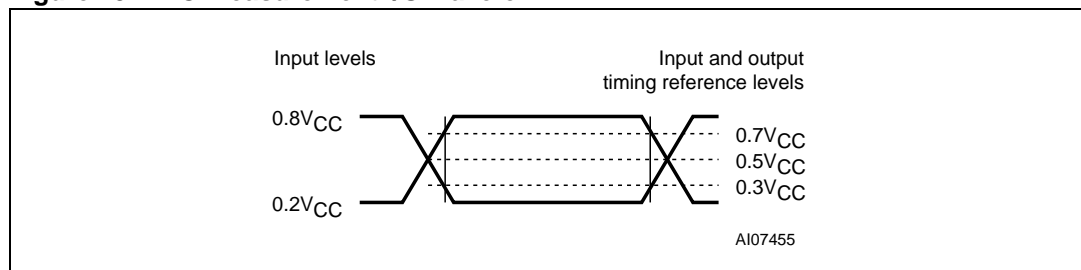 Input levels
Input and output
timing reference levels
0.8VCC
0.7VCC
0.5VCC
0.3VCC
0.2VCC
AI07455